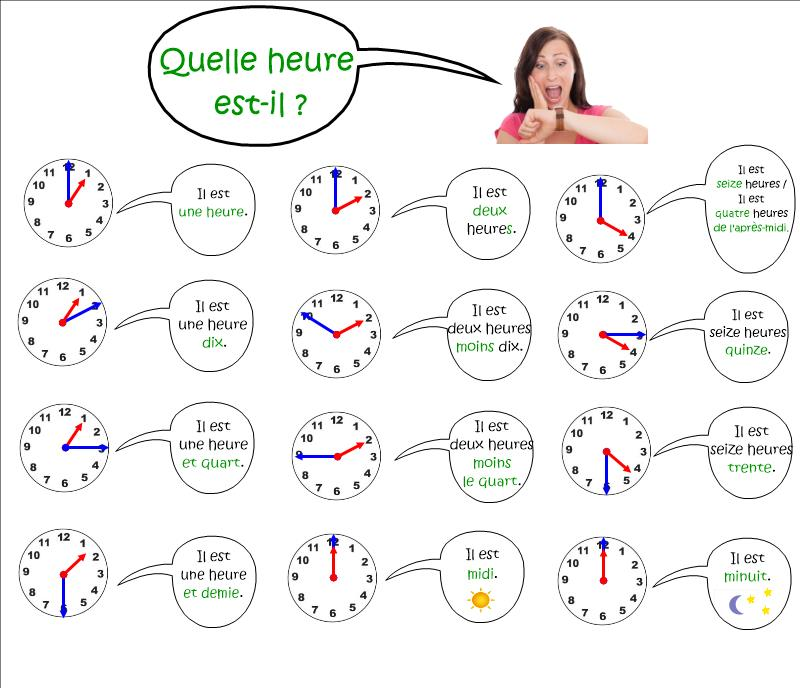 Quelle heure
est-il ?
Il est
une heure.
Il est
deux
heures.
Il est
seize heures /
Il est
quatre heures
de l'après-midi.
Il est
une heure
dix.
Il est
deux heures
moins dix.
Il est
seize heures
quinze.
Il est
une heure
et quart.
Il est
deux heures
moins
le quart.
Il est
seize heures
trente.
Il est
une heure
et demie.
Il est
midi.
Il est
minuit.